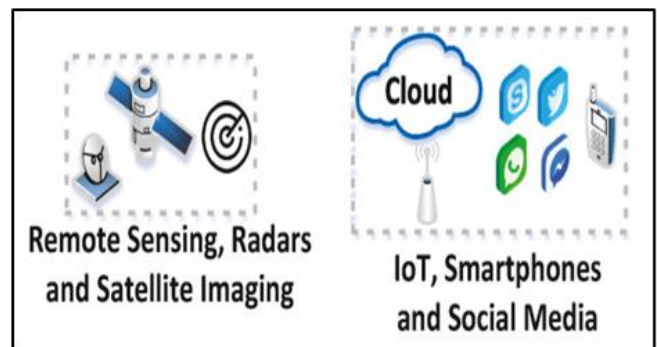 Cloud
Remote Sensing, Radars
and Satellite Imaging
IoT, Smartphones
and Social Media